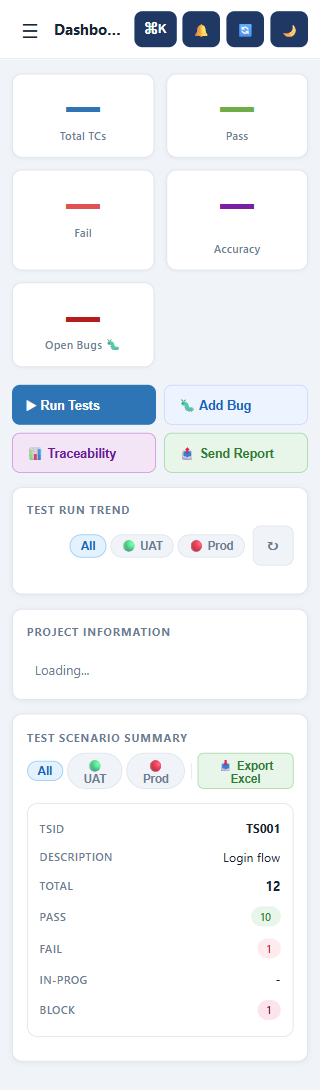 ☰ Dashbo... ⌘K 🔔 🔄 🌙
—
Total TCs
—
Pass
—
Fail
—
Accuracy
—
Open Bugs 🐛
▶ Run Tests
🐛 Add Bug
📊 Traceability
📤 Send Report
TEST RUN TREND
All 🟢 UAT 🔴 Prod ↻
PROJECT INFORMATION
Loading...
TEST SCENARIO SUMMARY
All
🟢 UAT
🔴 Prod
📥 Export
Excel
TSID TS001
DESCRIPTION Login flow
TOTAL 12
PASS 10
FAIL 1
IN-PROG -
BLOCK 1